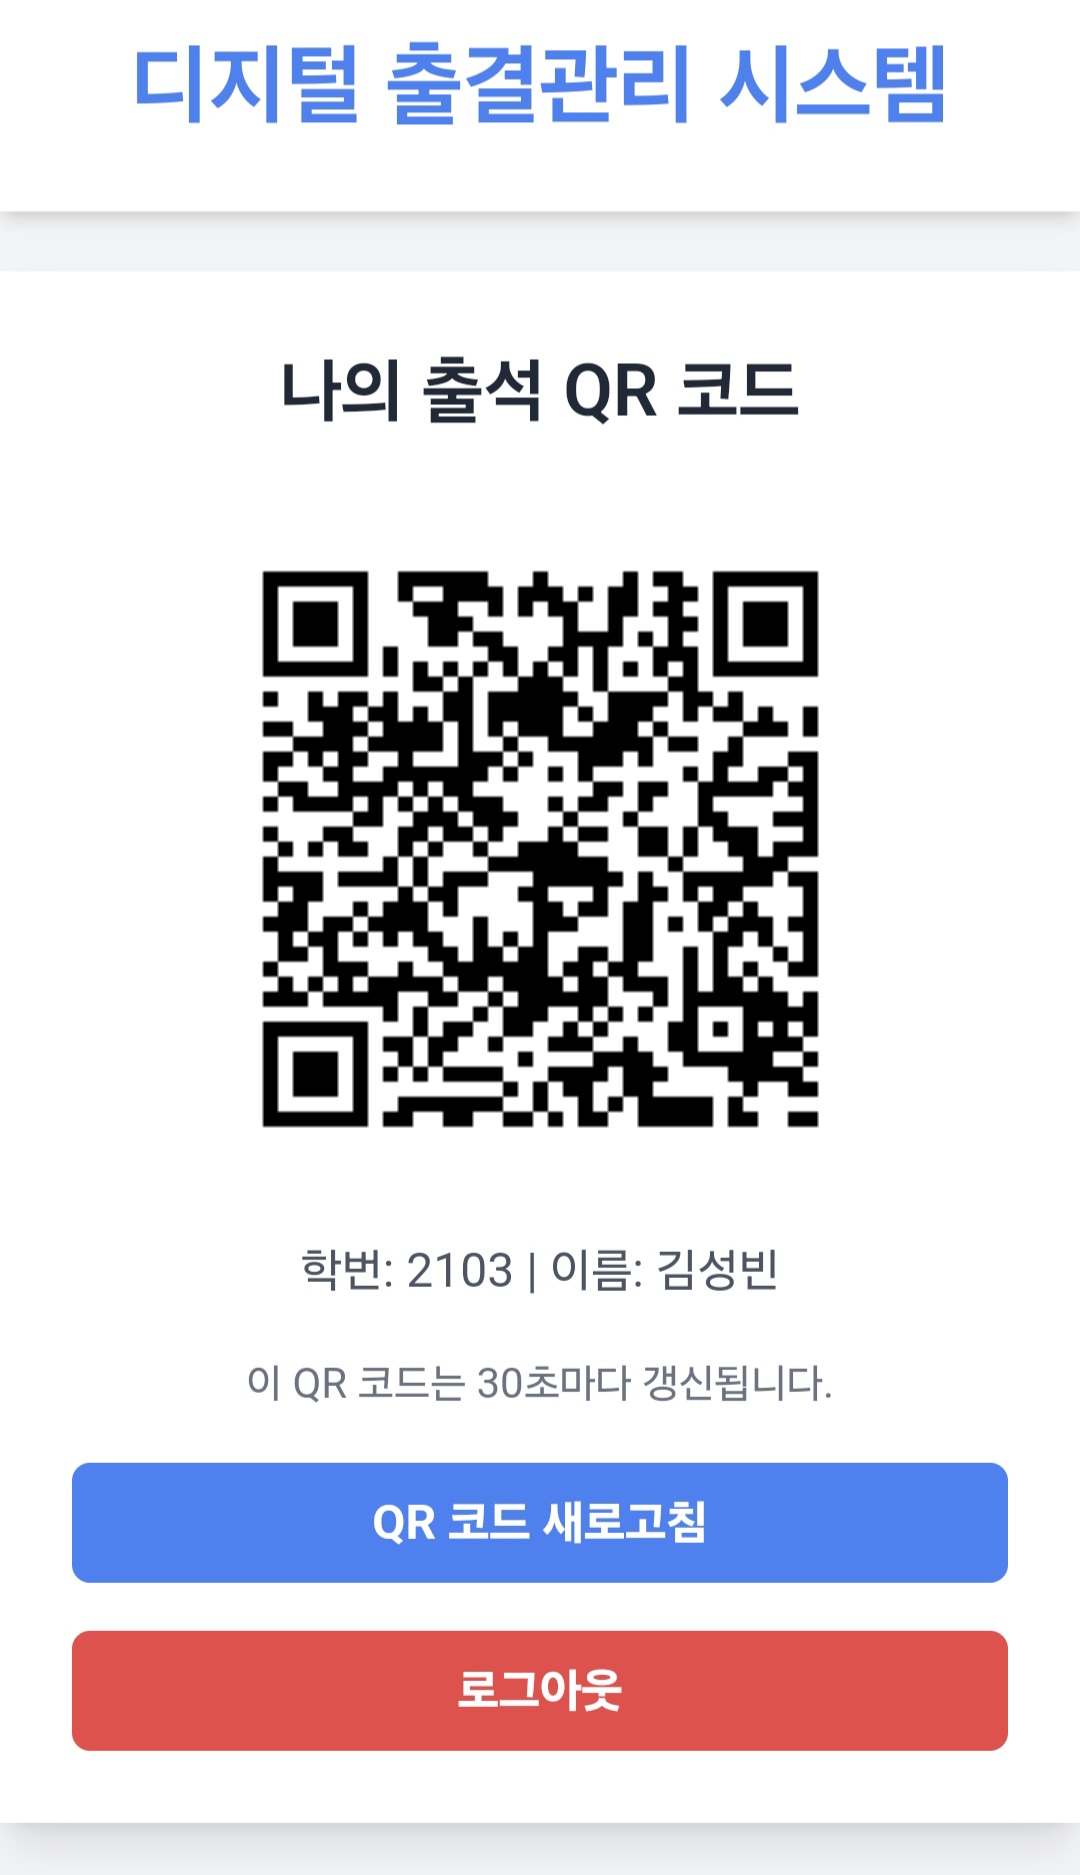 디지털 출결관리 시스템
나의 출석 QR 코드
학번: 2103 | 이름: 김성빈
이 QR 코드는 30초마다 갱신됩니다.
QR 코드 새로고침
로그아웃